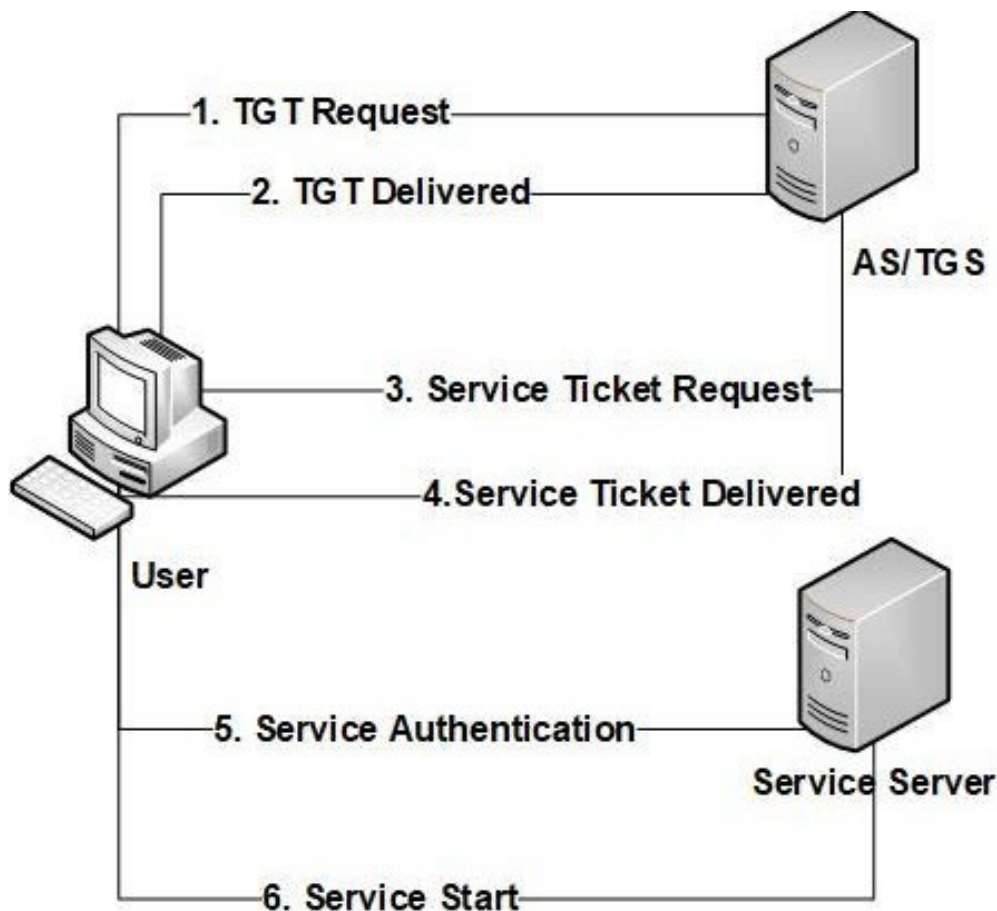 1. TGT Request
2. TGT Delivered
AS/TGS
3. Service Ticket Request
4.Service Ticket Delivered
User
5. Service Authentication
Service Server
6. Service Start